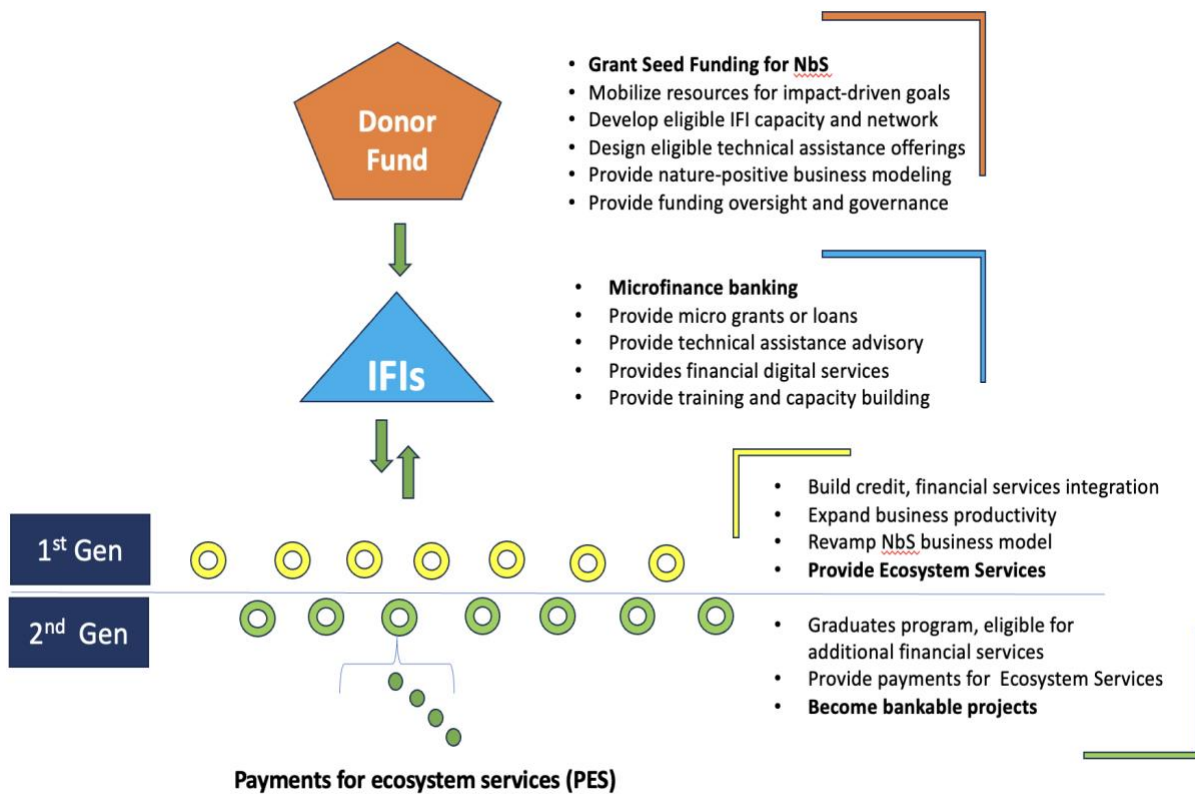 Donor
Fund
• Grant Seed Funding for NbS
• Mobilize resources for impact-driven goals
• Develop eligible IFI capacity and network
• Design eligible technical assistance offerings
• Provide nature-positive business modeling
• Provide funding oversight and governance
IFIs
• Microfinance banking
• Provide micro grants or loans
• Provide technical assistance advisory
• Provides financial digital services
• Provide training and capacity building
1st Gen
• Build credit, financial services integration
• Expand business productivity
• Revamp NbS business model
• Provide Ecosystem Services
2nd Gen
• Graduates program, eligible for
additional financial services
• Provide payments for Ecosystem Services
• Become bankable projects
Payments for ecosystem services (PES)